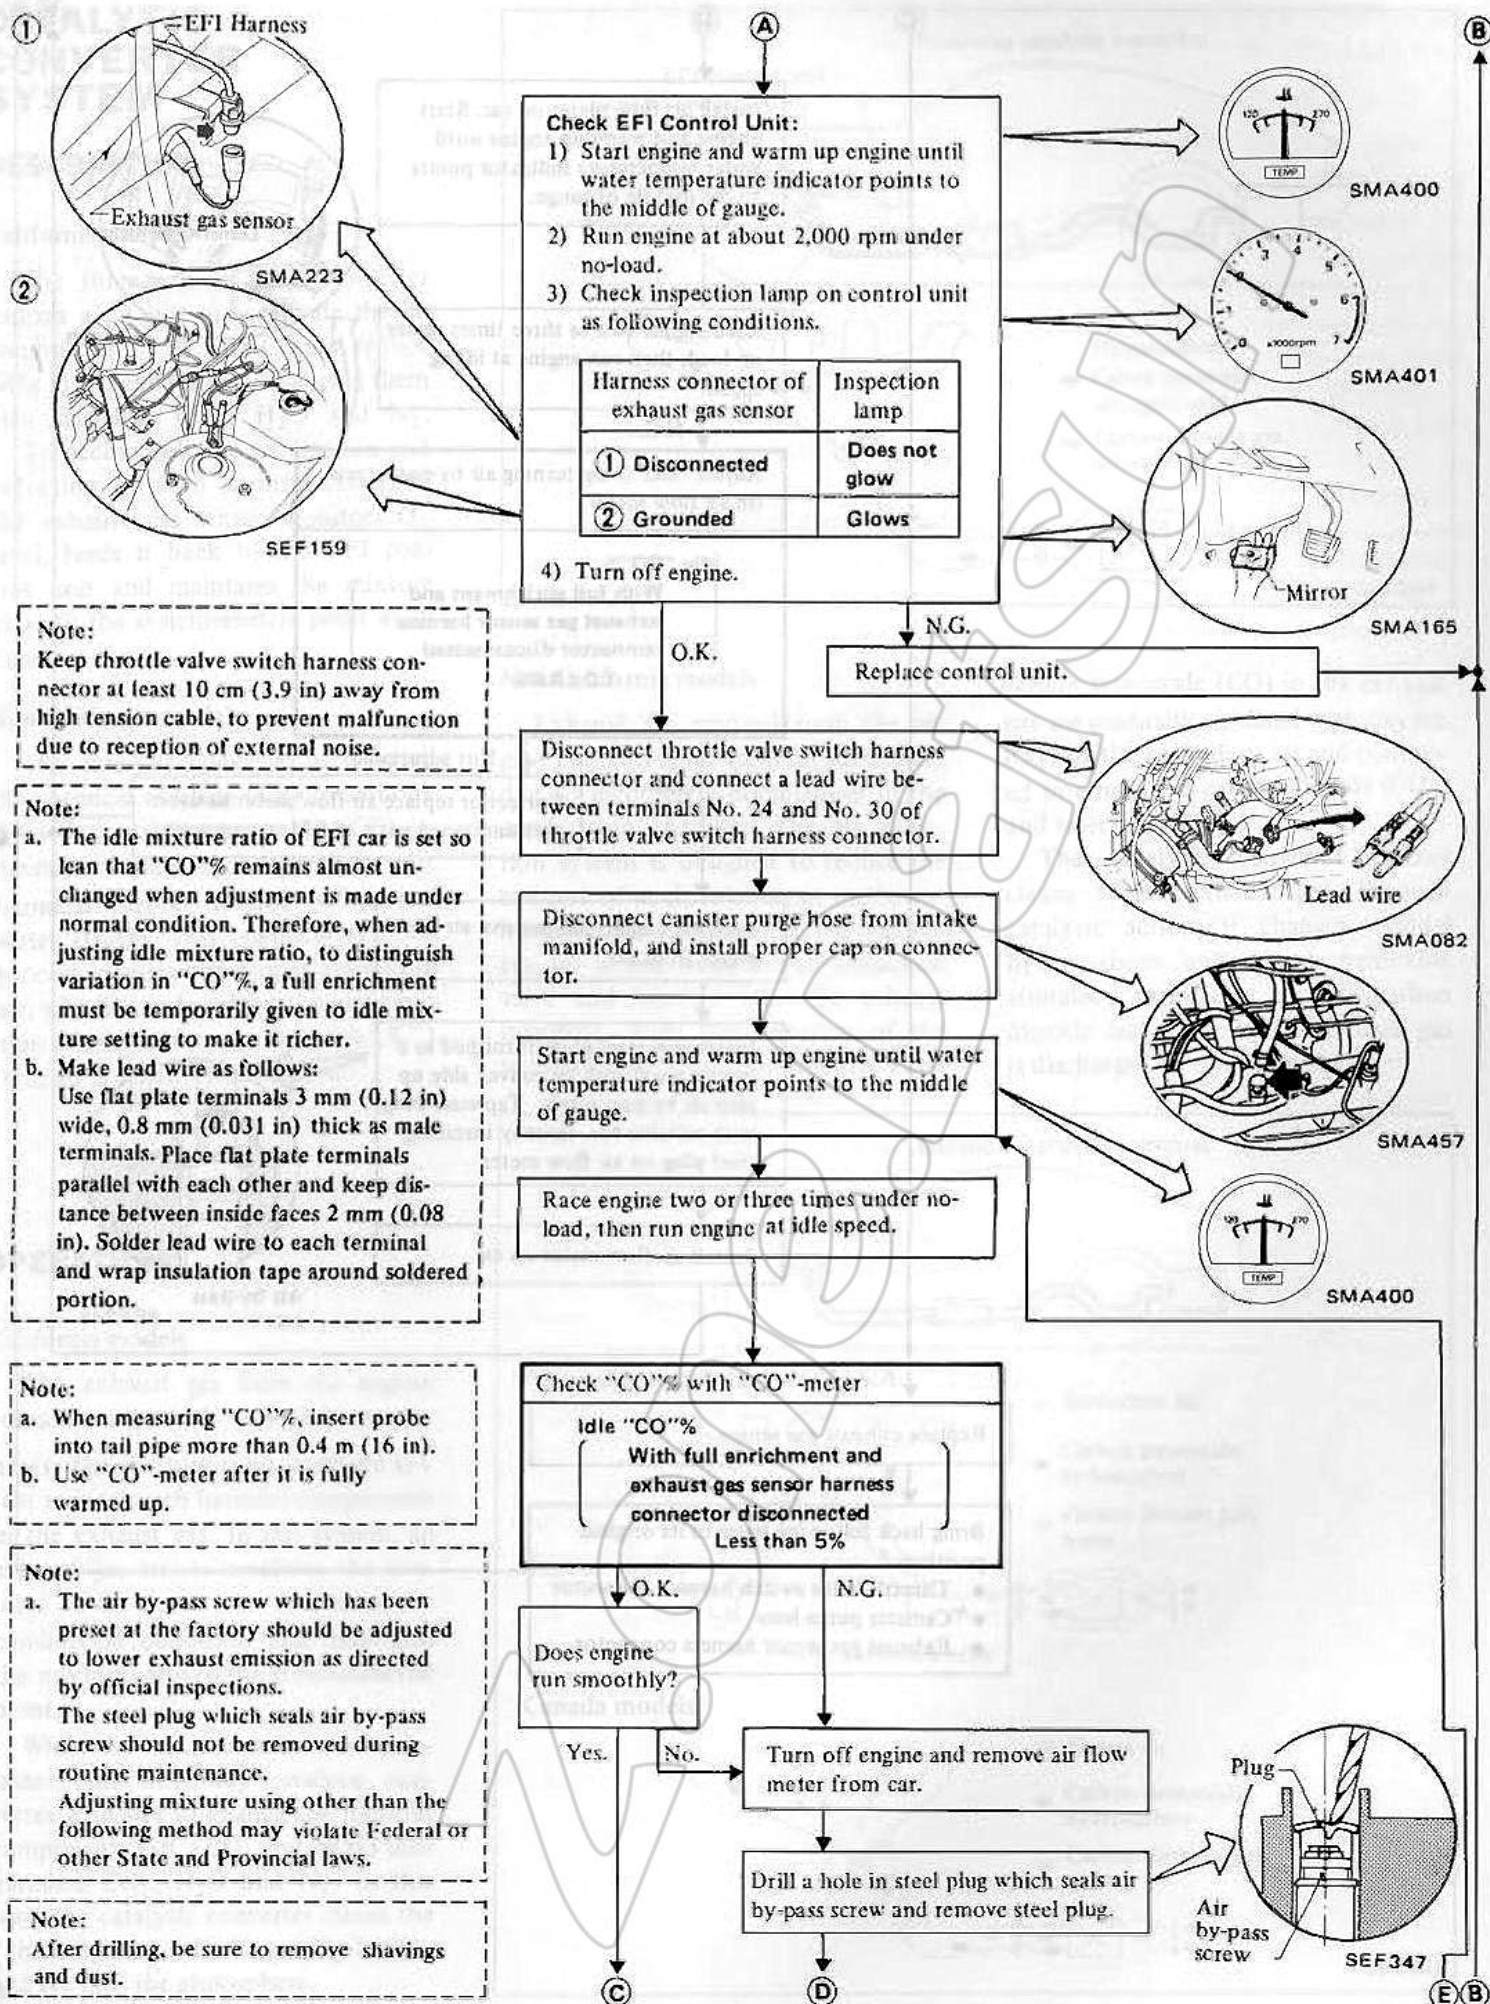 ①
EFI Harness
Exhaust gas sensor
SMA223
②
SEF159
Ⓐ
Ⓑ
Check EFI Control Unit:
1) Start engine and warm up engine until
water temperature indicator points to
the middle of gauge.
2) Run engine at about 2,000 rpm under
no-load.
3) Check inspection lamp on control unit
as following conditions.
Harness connector of
exhaust gas sensor
Inspection
lamp
① Disconnected
Does not
glow
② Grounded
Glows
4) Turn off engine.
120 270
TEMP
SMA400
0 3 4 5 6 7
x1000rpm
SMA401
Mirror
SMA165
O.K.
N.G.
Replace control unit.
Note:
Keep throttle valve switch harness con-
nector at least 10 cm (3.9 in) away from
high tension cable, to prevent malfunction
due to reception of external noise.
Disconnect throttle valve switch harness
connector and connect a lead wire be-
tween terminals No. 24 and No. 30 of
throttle valve switch harness connector.
Lead wire
SMA082
Note:
a. The idle mixture ratio of EFI car is set so
lean that "CO"% remains almost un-
changed when adjustment is made under
normal condition. Therefore, when ad-
justing idle mixture ratio, to distinguish
variation in "CO"%, a full enrichment
must be temporarily given to idle mix-
ture setting to make it richer.
b. Make lead wire as follows:
Use flat plate terminals 3 mm (0.12 in)
wide, 0.8 mm (0.031 in) thick as male
terminals. Place flat plate terminals
parallel with each other and keep dis-
tance between inside faces 2 mm (0.08
in). Solder lead wire to each terminal
and wrap insulation tape around soldered
portion.
Disconnect canister purge hose from intake
manifold, and install proper cap on connec-
tor.
SMA457
Start engine and warm up engine until water
temperature indicator points to the middle
of gauge.
120 270
TEMP
SMA400
Race engine two or three times under no-
load, then run engine at idle speed.
Note:
a. When measuring "CO"%, insert probe
into tail pipe more than 0.4 m (16 in).
b. Use "CO"-meter after it is fully
warmed up.
Check "CO"% with "CO"-meter
Idle "CO"%
With full enrichment and
exhaust gas sensor harness
connector disconnected
Less than 5%
O.K.
N.G.
Note:
a. The air by-pass screw which has been
preset at the factory should be adjusted
to lower exhaust emission as directed
by official inspections.
The steel plug which seals air by-pass
screw should not be removed during
routine maintenance.
Adjusting mixture using other than the
following method may violate Federal or
other State and Provincial laws.
Does engine
run smoothly?
Yes.
No.
Turn off engine and remove air flow
meter from car.
Drill a hole in steel plug which seals air
by-pass screw and remove steel plug.
Plug
Air
by-pass
screw
SEF347
Note:
After drilling, be sure to remove shavings
and dust.
Ⓒ
Ⓓ
Ⓔ Ⓑ